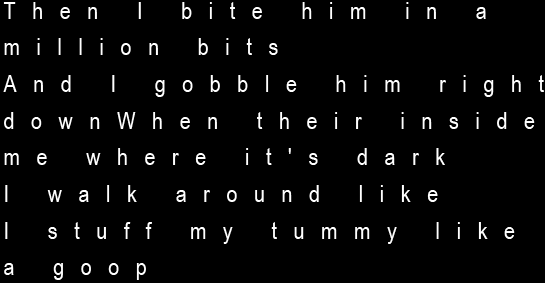 Then I bite him in a
million bits
And I gobble him right
downWhen their inside
me where it's dark
I walk around like
I stuff my tummy like
a goop